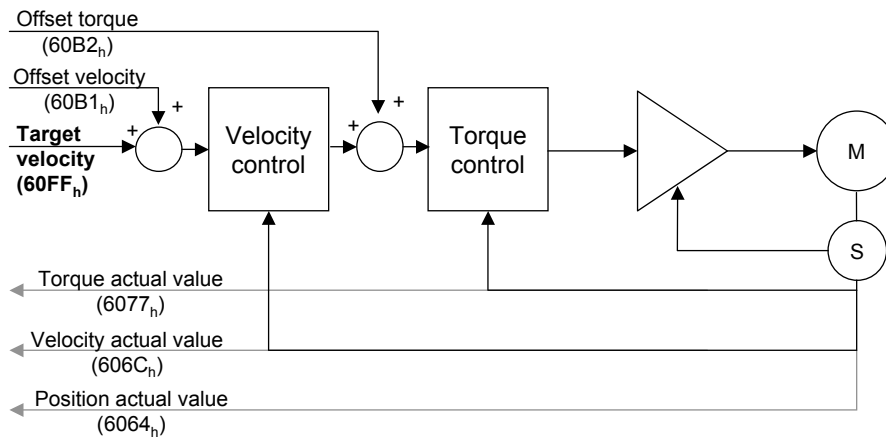 Offset torque
(60B2h)
Offset velocity
(60B1h)
+
+
Target
velocity
(60FFh)
+
+
Velocity
control
Torque
control
M
S
Torque actual value
(6077h)
Velocity actual value
(606Ch)
Position actual value
(6064h)